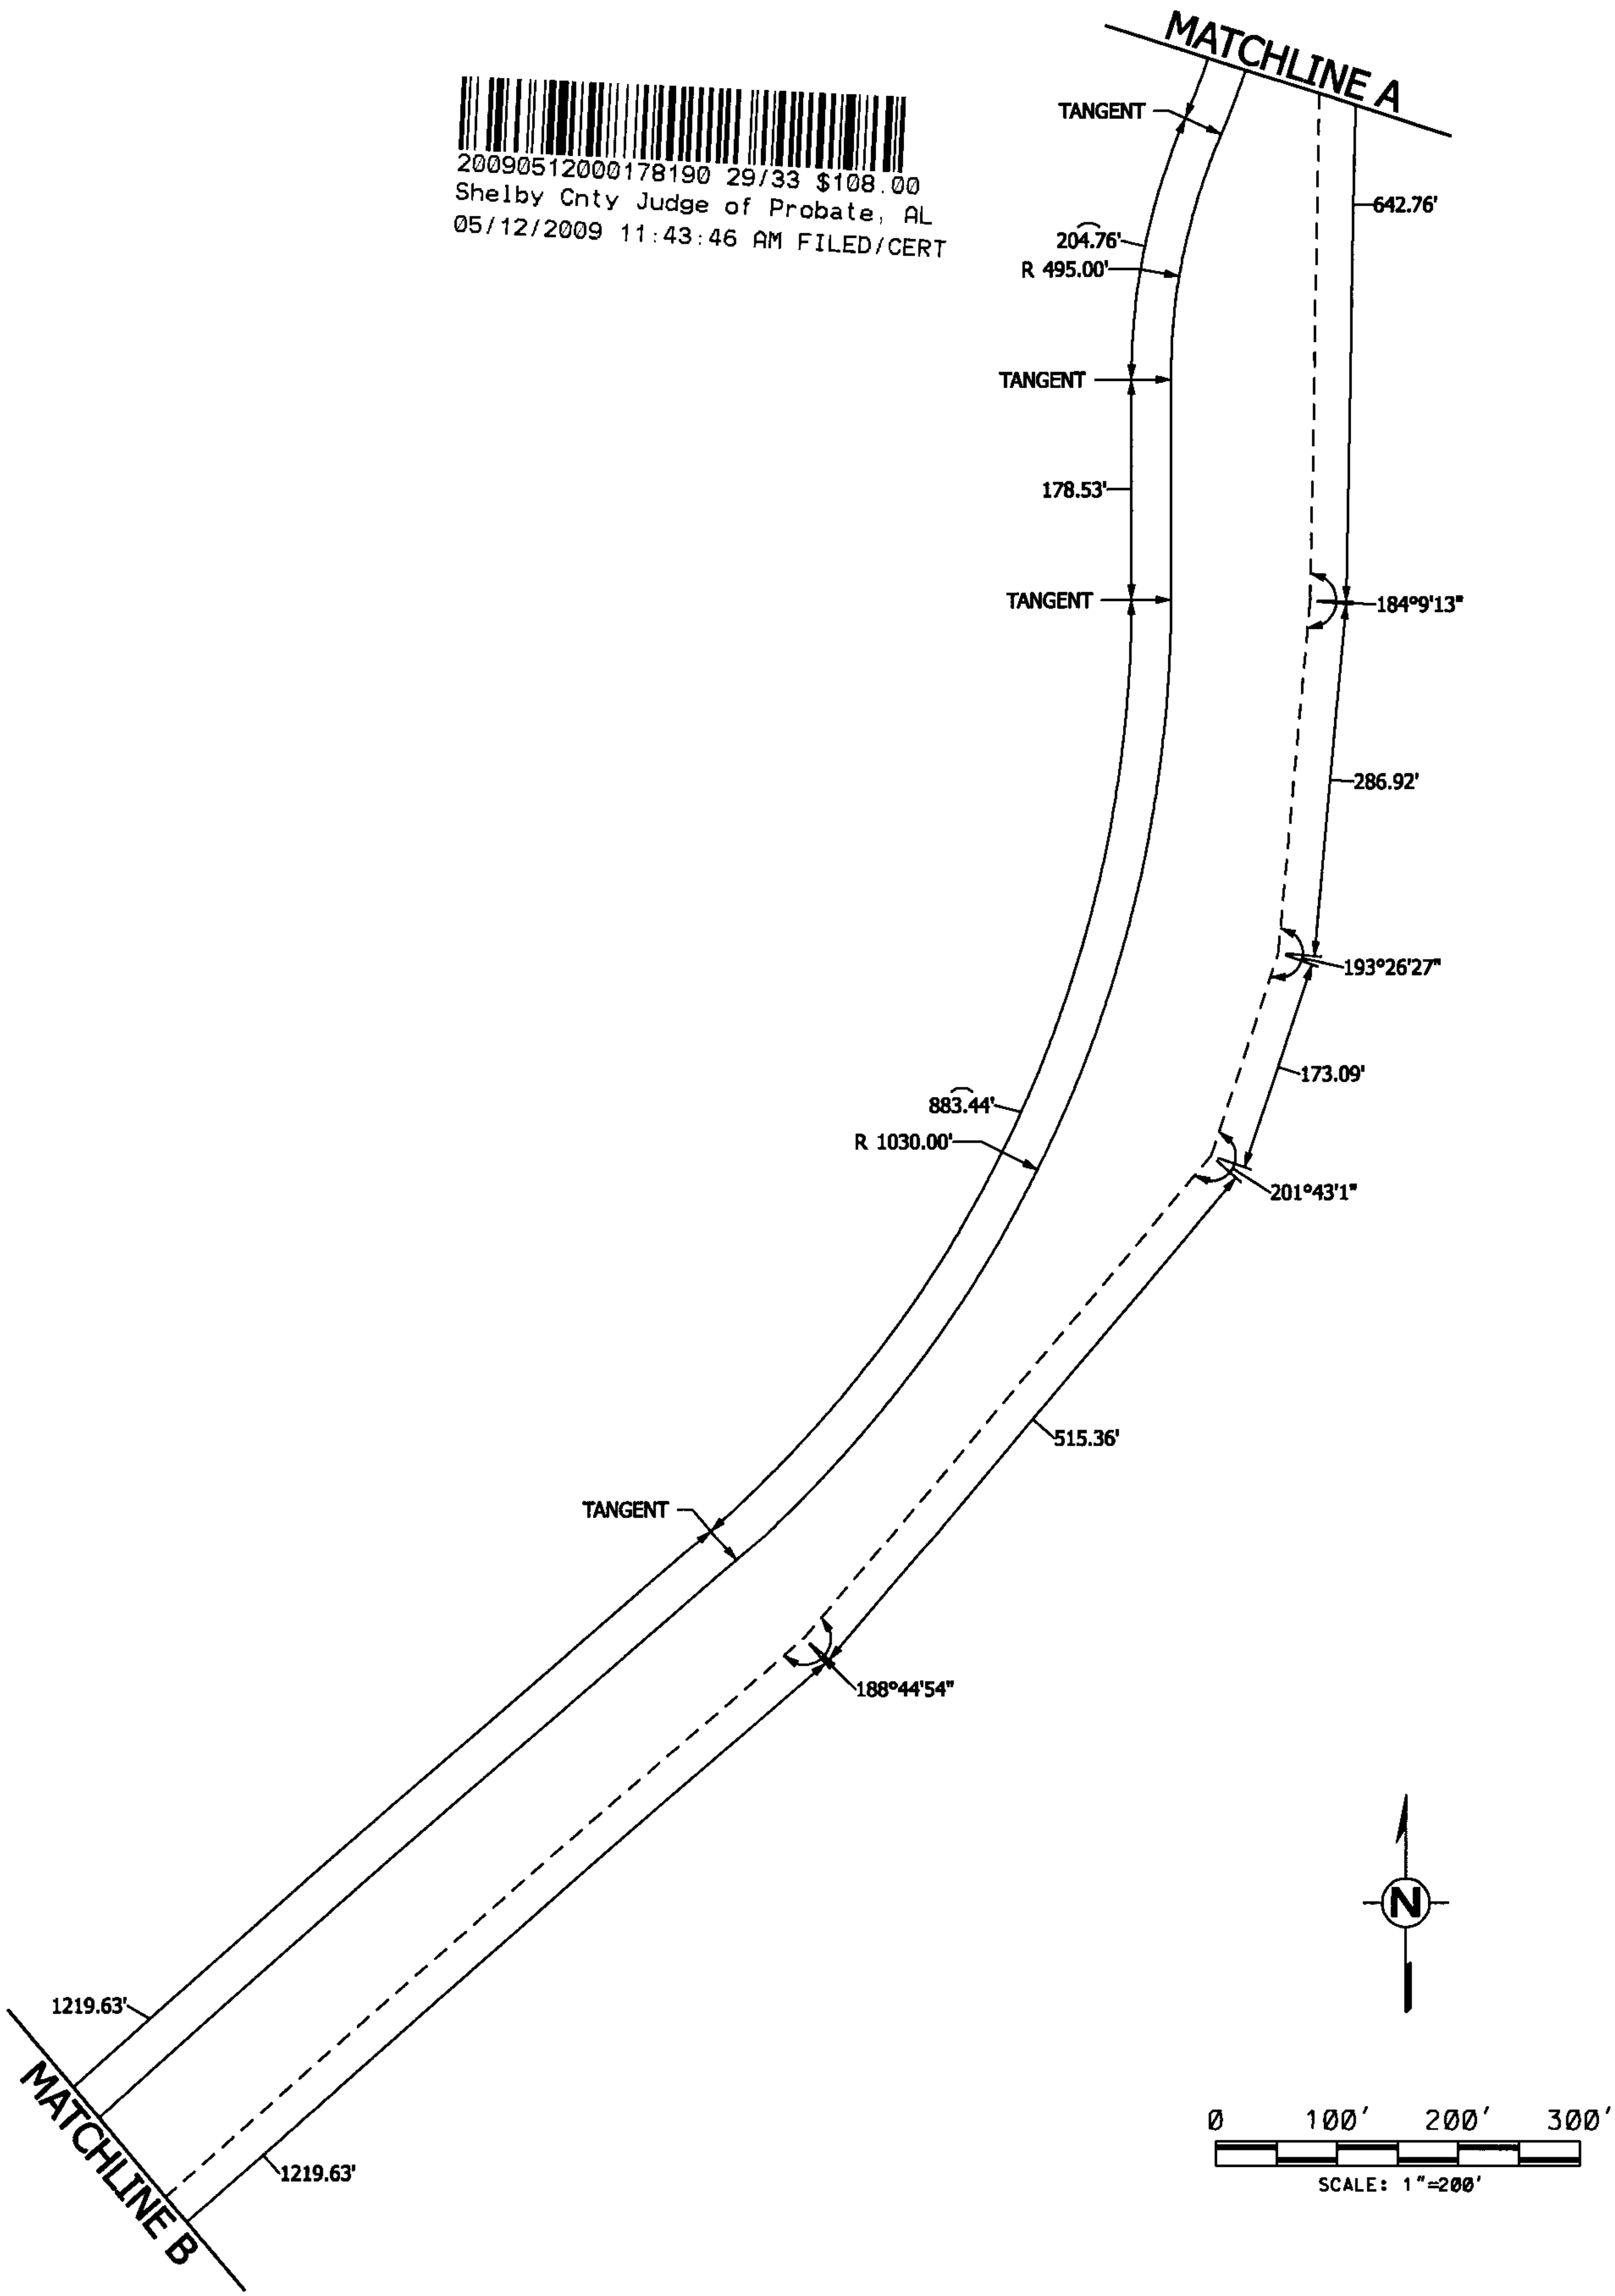 MATCHLINE A
20090512000178190 29/33 $108.00
Shelby Cnty Judge of Probate, AL
05/12/2009 11:43:46 AM FILED/CERT
TANGENT
642.76'
204.76'
R 495.00'
TANGENT
178.53'
TANGENT
184°9'13"
286.92'
193°26'27"
173.09'
883.44'
R 1030.00'
201°43'1"
515.36'
TANGENT
188°44'54"
N
1219.63'
MATCHLINE B
1219.63'
0 100' 200' 300'
SCALE: 1"=200'